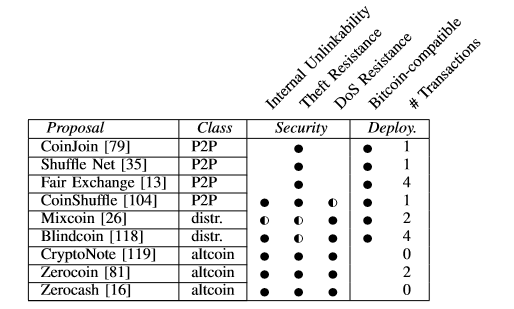 Internal Unlinkability
Theft Resistance
DoS Resistance
Bitcoin-compatible
# Transactions
Proposal Class Security Deploy.
CoinJoin [79] P2P ● ● 1
Shuffle Net [35] P2P ● ● 1
Fair Exchange [13] P2P ● ● 4
CoinShuffle [104] P2P ● ● ◐ ● 1
Mixcoin [26] distr. ◐ ◐ ● ● 2
Blindcoin [118] distr. ● ◐ ● ● 4
CryptoNote [119] altcoin ● ● ● 0
Zerocoin [81] altcoin ● ● ● 2
Zerocash [16] altcoin ● ● ● 0